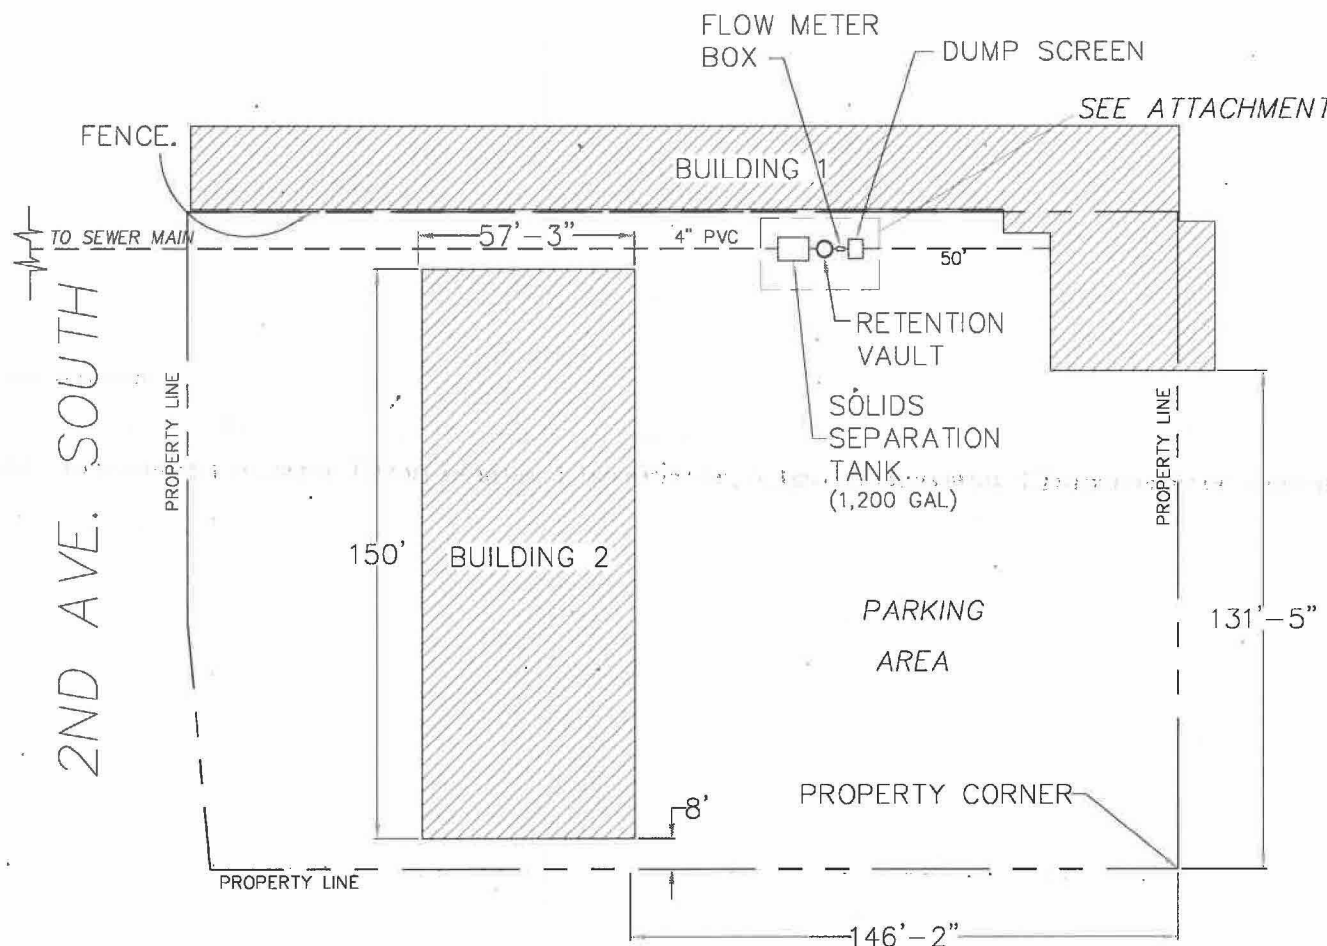 FLOW METER
BOX
DUMP SCREEN
SEE ATTACHMENT
FENCE.
BUILDING 1
TO SEWER MAIN
57'-3"
4" PVC
50'
RETENTION
VAULT
SOLIDS
SEPARATION
TANK
(1,200 GAL)
2ND AVE. SOUTH
PROPERTY LINE
PROPERTY LINE
150'
BUILDING 2
PARKING
AREA
131'-5"
8'
PROPERTY CORNER
PROPERTY LINE
146'-2"